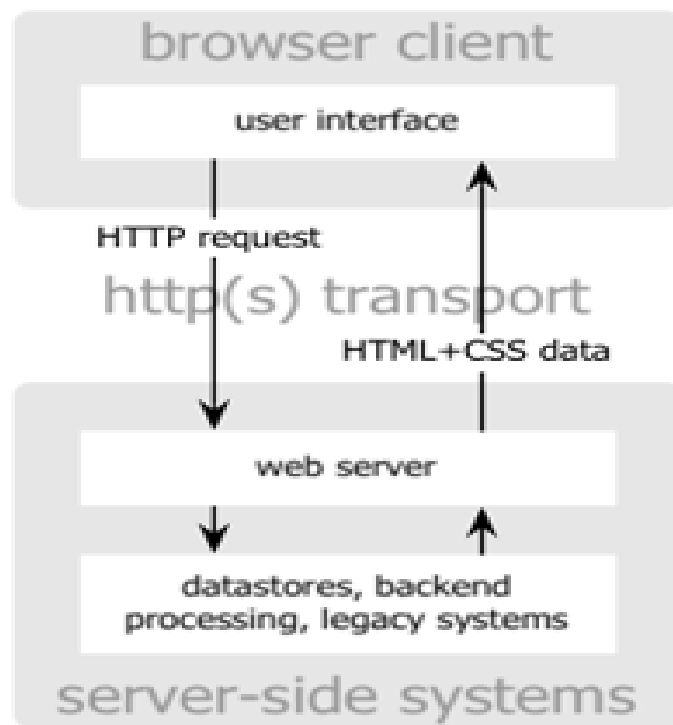 browser client
user interface
HTTP request
http(s) transport
HTML+CSS data
web server
datastores, backend
processing, legacy systems
server-side systems